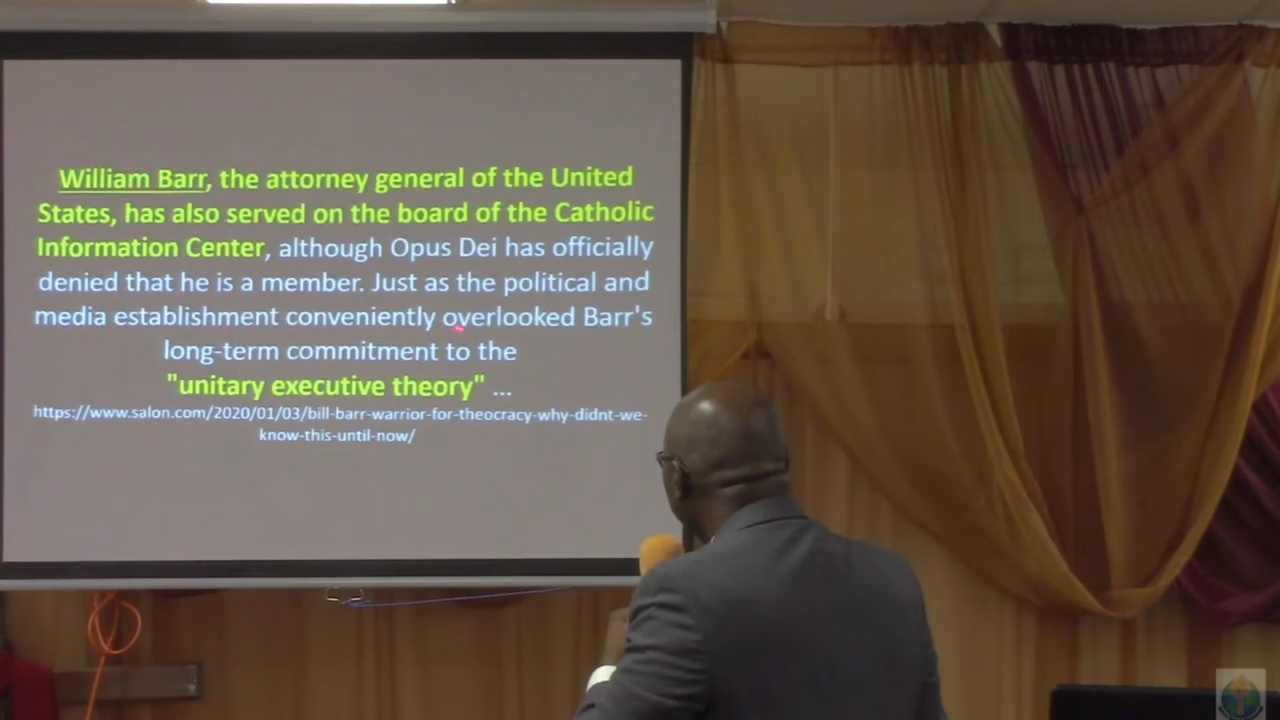 William Barr, the attorney general of the United
States, has also served on the board of the Catholic
Information Center, although Opus Dei has officially
denied that he is a member. Just as the political and
media establishment conveniently overlooked Barr's
long-term commitment to the
"unitary executive theory" ...
https://www.salon.com/2020/01/03/bill-barr-warrior-for-theocracy-why-didnt-we-
know-this-until-now/